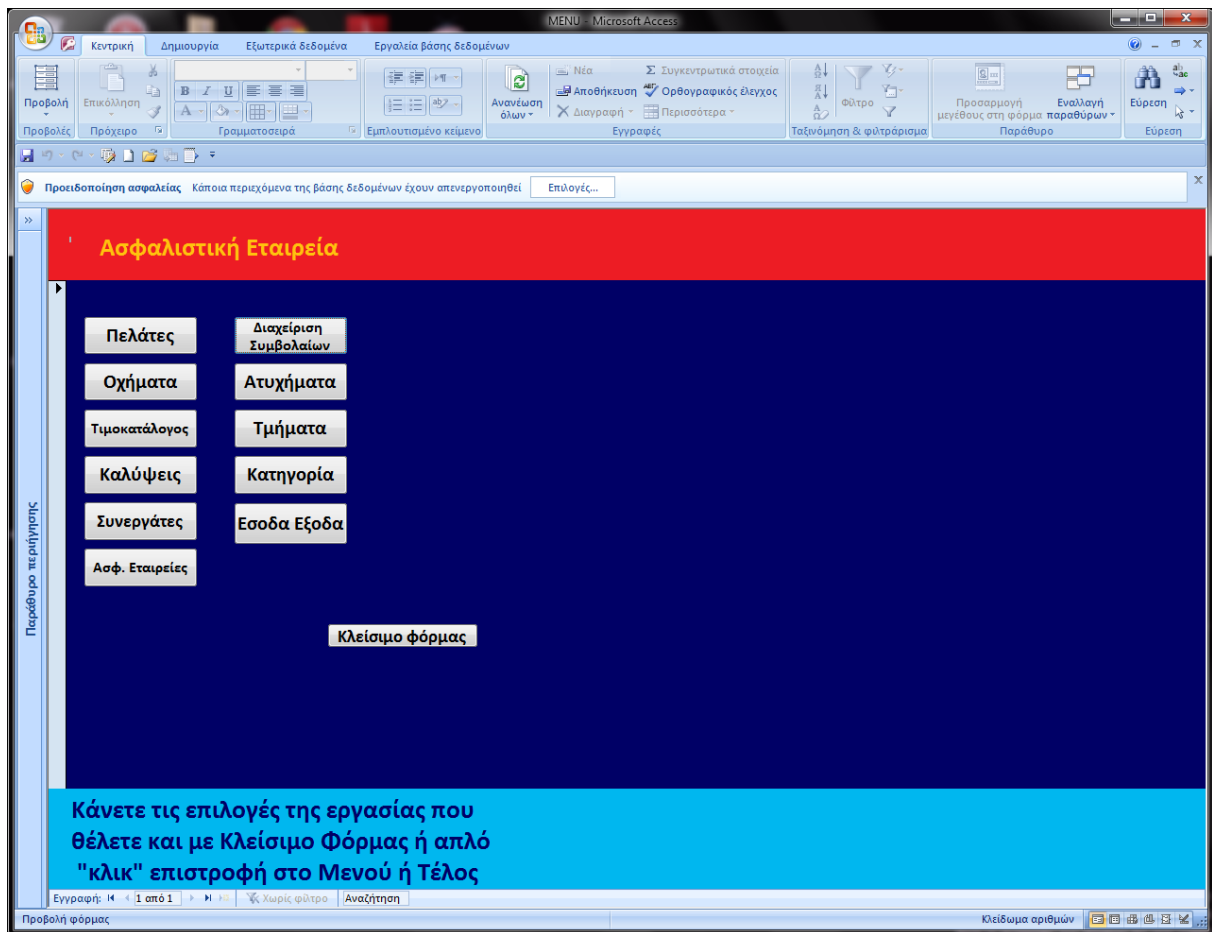 MENU - Microsoft Access
Κεντρική Δημιουργία Εξωτερικά δεδομένα Εργαλεία βάσης δεδομένων
Προβολή
Προβολές
Επικόλληση
Πρόχειρο
B I U
A
Γραμματοσειρά
Εμπλουτισμένο κείμενο
Ανανέωση όλων
Νέα
Αποθήκευση
Διαγραφή
Σ Συγκεντρωτικά στοιχεία
Ορθογραφικός έλεγχος
Περισσότερα
Εγγραφές
Φίλτρο
Ταξινόμηση & φιλτράρισμα
Προσαρμογή
μεγέθους στη φόρμα
Εναλλαγή
παραθύρων
Παράθυρο
Εύρεση
Εύρεση
Προειδοποίηση ασφαλείας Κάποια περιεχόμενα της βάσης δεδομένων έχουν απενεργοποιηθεί Επιλογές...
Ασφαλιστική Εταιρεία
Πελάτες
Διαχείριση
Συμβολαίων
Οχήματα
Ατυχήματα
Τιμοκατάλογος
Τμήματα
Καλύψεις
Κατηγορία
Συνεργάτες
Εσοδα Εξοδα
Ασφ. Εταιρείες
Κλείσιμο φόρμας
Παράθυρο περιήγησης
Κάνετε τις επιλογές της εργασίας που
θέλετε και με Κλείσιμο Φόρμας ή απλό
"κλικ" επιστροφή στο Μενού ή Τέλος
Εγγραφή: 1 από 1 Χωρίς φίλτρο Αναζήτηση
Προβολή φόρμας Κλείδωμα αριθμών